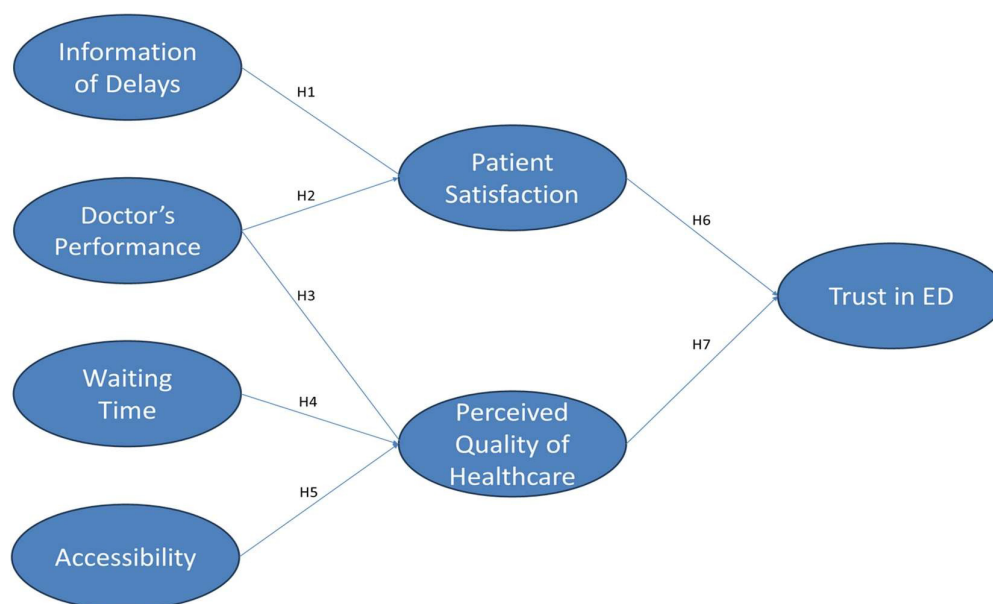 Information
of Delays
H1
Patient
Satisfaction
H2
Doctor’s
Performance
H6
H3
Trust in ED
H7
Waiting
Time
H4
Perceived
Quality of
Healthcare
H5
Accessibility